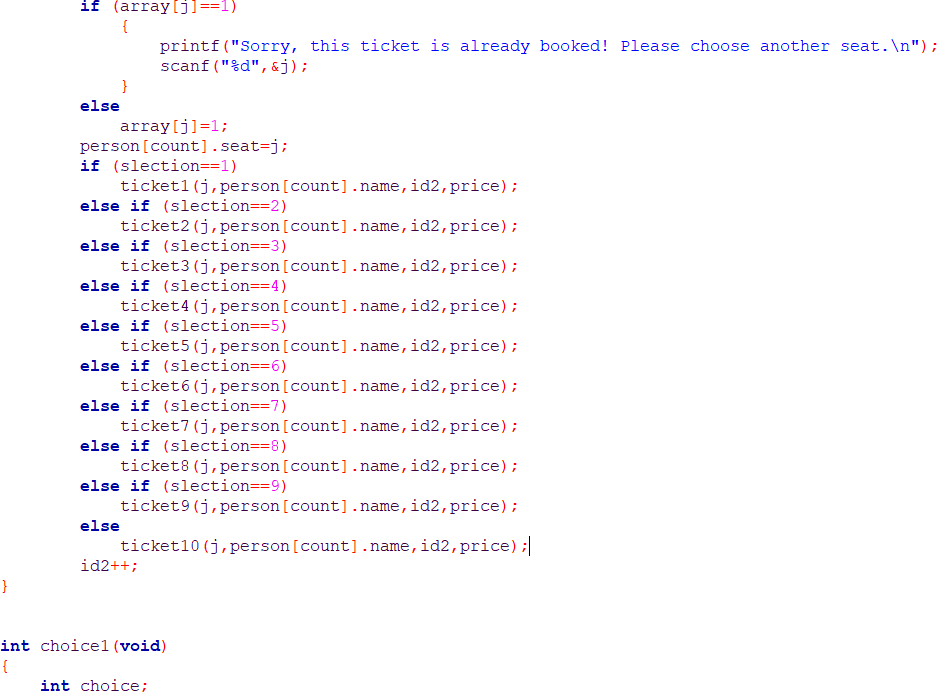 if (array[j]==1)
{
printf("Sorry, this ticket is already booked! Please choose another seat.\n");
scanf("%d",&j);
}
else
array[j]=1;
person[count].seat=j;
if (slection==1)
ticket1(j,person[count].name,id2,price);
else if (slection==2)
ticket2(j,person[count].name,id2,price);
else if (slection==3)
ticket3(j,person[count].name,id2,price);
else if (slection==4)
ticket4(j,person[count].name,id2,price);
else if (slection==5)
ticket5(j,person[count].name,id2,price);
else if (slection==6)
ticket6(j,person[count].name,id2,price);
else if (slection==7)
ticket7(j,person[count].name,id2,price);
else if (slection==8)
ticket8(j,person[count].name,id2,price);
else if (slection==9)
ticket9(j,person[count].name,id2,price);
else
ticket10(j,person[count].name,id2,price);
id2++;
}
int choice1(void)
{
int choice;